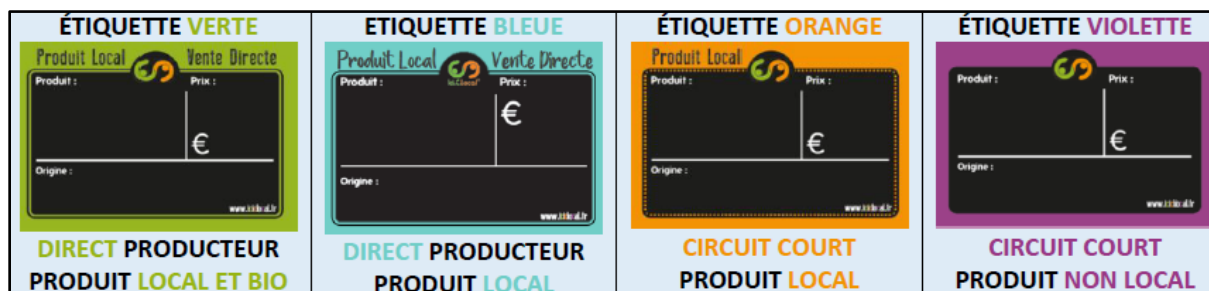 ÉTIQUETTE VERTE
Produit Local Vente Directe
Produit : Prix :
€
Origine :
DIRECT PRODUCTEUR
PRODUIT LOCAL ET BIO
ETIQUETTE BLEUE
Produit Local Vente Directe
Produit : Prix :
€
Origine :
DIRECT PRODUCTEUR
PRODUIT LOCAL
ÉTIQUETTE ORANGE
Produit Local
Produit : Prix :
€
Origine :
CIRCUIT COURT
PRODUIT LOCAL
ÉTIQUETTE VIOLETTE
Produit : Prix :
€
Origine :
CIRCUIT COURT
PRODUIT NON LOCAL